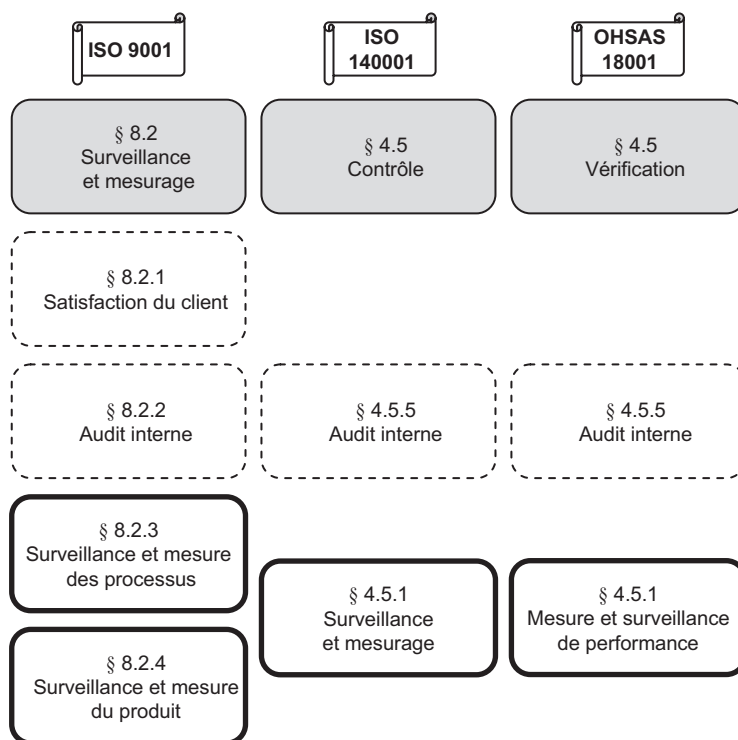 ISO 9001
ISO
140001
OHSAS
18001
§ 8.2
Surveillance
et mesurage
§ 4.5
Contrôle
§ 4.5
Vérification
§ 8.2.1
Satisfaction du client
§ 8.2.2
Audit interne
§ 4.5.5
Audit interne
§ 4.5.5
Audit interne
§ 8.2.3
Surveillance et mesure
des processus
§ 4.5.1
Surveillance
et mesurage
§ 4.5.1
Mesure et surveillance
de performance
§ 8.2.4
Surveillance et mesure
du produit